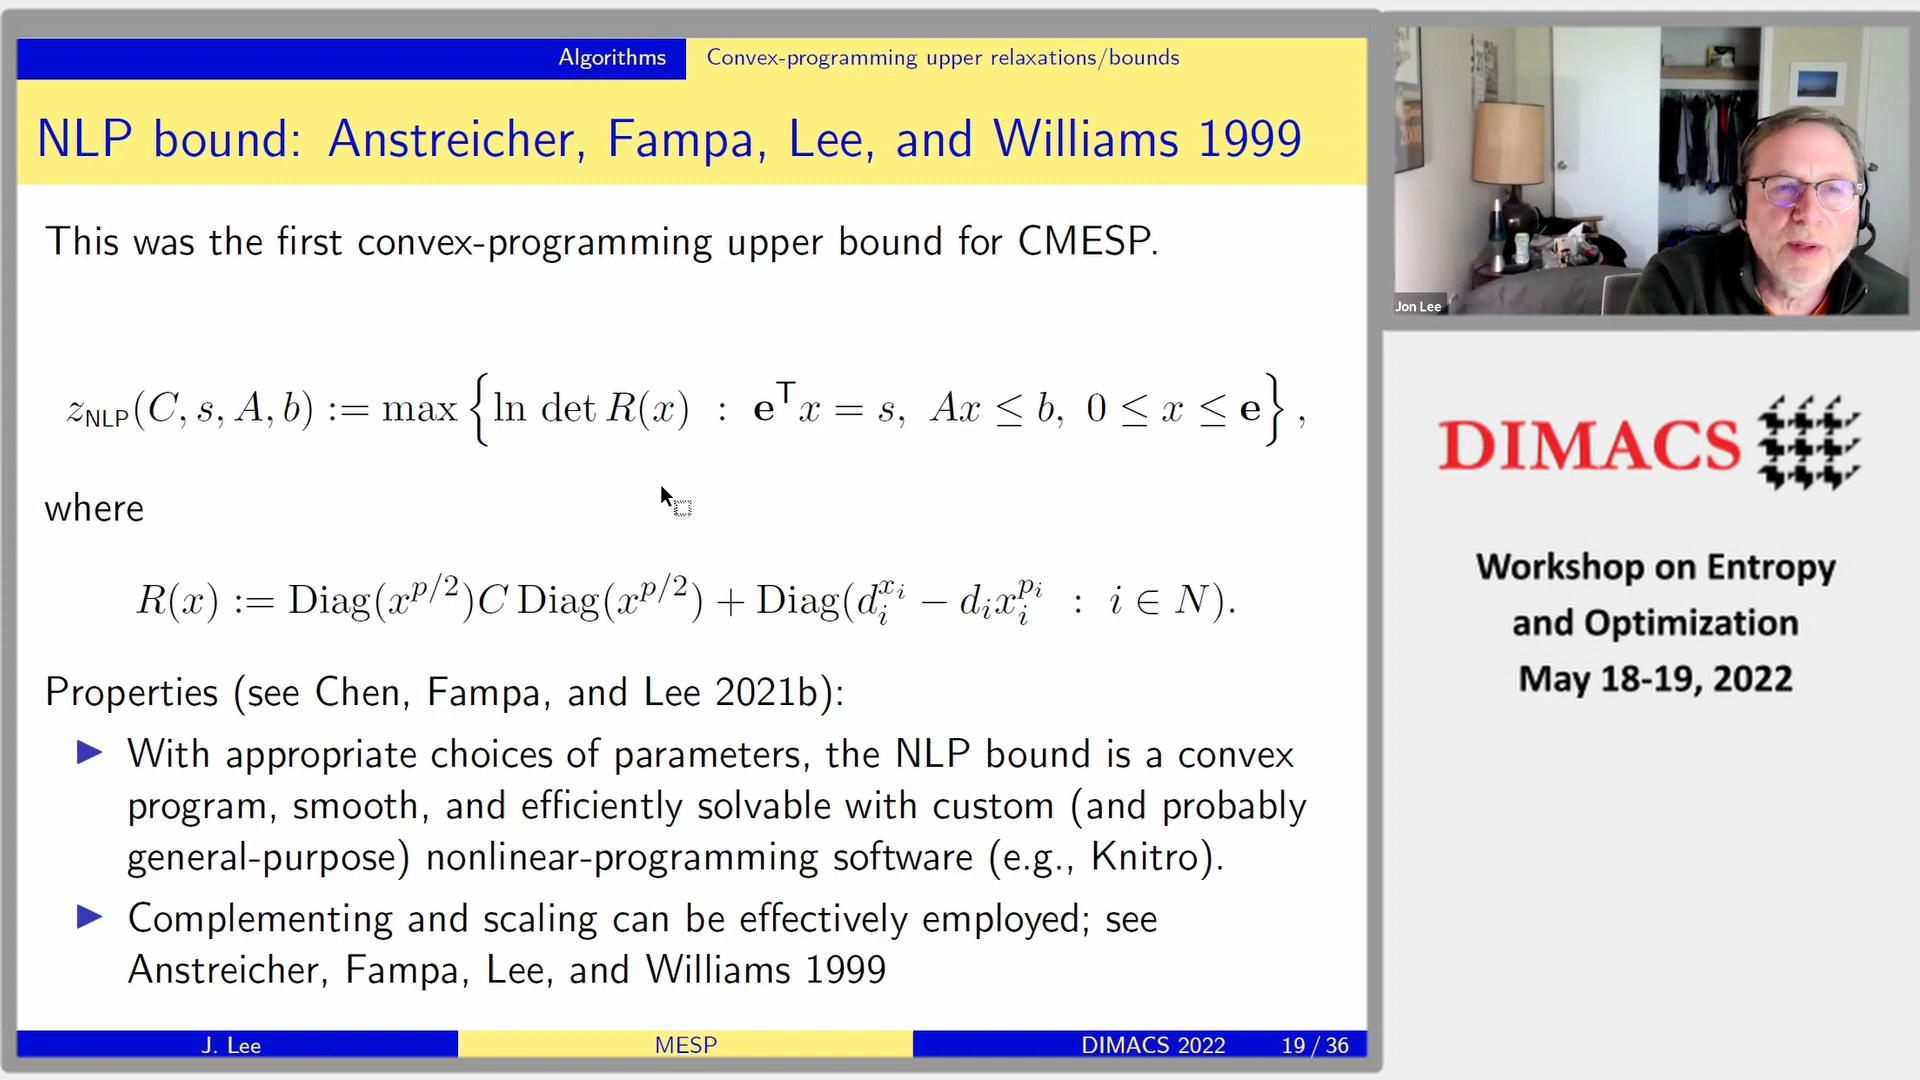 Algorithms
Convex-programming upper relaxations/bounds
NLP bound: Anstreicher, Fampa, Lee, and Williams 1999
This was the first convex-programming upper bound for CMESP.
z_NLP(C, s, A, b) := max {ln det R(x) : e^T x = s, Ax ≤ b, 0 ≤ x ≤ e},
where
R(x) := Diag(x^{p/2})C Diag(x^{p/2}) + Diag(d_i^{x_i} − d_i x_i^{p_i} : i ∈ N).
Properties (see Chen, Fampa, and Lee 2021b):
▶ With appropriate choices of parameters, the NLP bound is a convex
program, smooth, and efficiently solvable with custom (and probably
general-purpose) nonlinear-programming software (e.g., Knitro).
▶ Complementing and scaling can be effectively employed; see
Anstreicher, Fampa, Lee, and Williams 1999
J. Lee
MESP
DIMACS 2022
19 / 36
Jon Lee
DIMACS
Workshop on Entropy
and Optimization
May 18-19, 2022